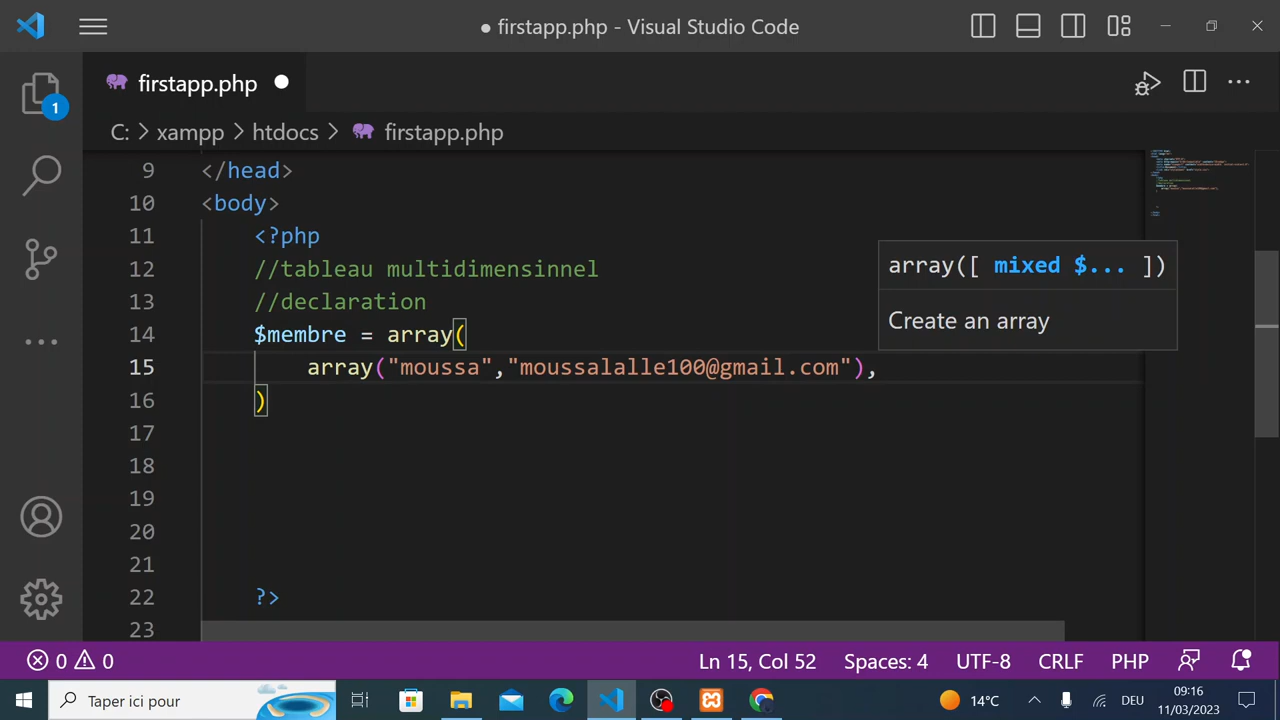 firstapp.php - Visual Studio Code
firstapp.php
1
C: > xampp > htdocs > firstapp.php
9 </head>
10 <body>
11 <?php
12 //tableau multidimensinnel
13 //declaration
14 $membre = array(
15 array("moussa","moussalalle100@gmail.com"),
16 )
17
18
19
20
21
22 ?>
23
array([ mixed $... ])
Create an array
0 0 Ln 15, Col 52 Spaces: 4 UTF-8 CRLF PHP
Taper ici pour 14°C DEU 09:16
11/03/2023